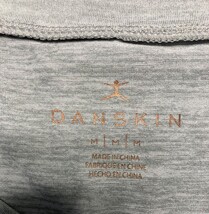 DANSKIN
M | M | M
MADE IN CHINA
FABRIQUÉ EN CHINE
HECHO EN CHINA